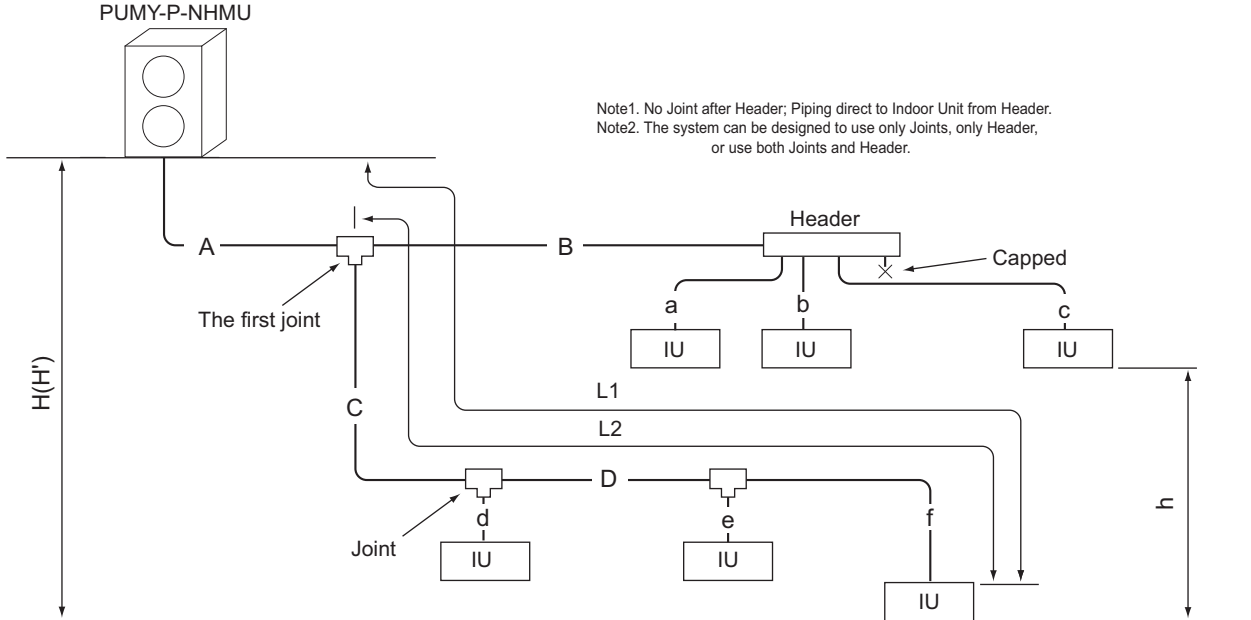 PUMY-P-NHMU
Note1. No Joint after Header; Piping direct to Indoor Unit from Header.
Note2. The system can be designed to use only Joints, only Header,
or use both Joints and Header.
Header
A
B
Capped
The first joint
a
b
c
IU
IU
IU
H(H')
L1
C
L2
D
h
d
e
f
Joint
IU
IU
IU